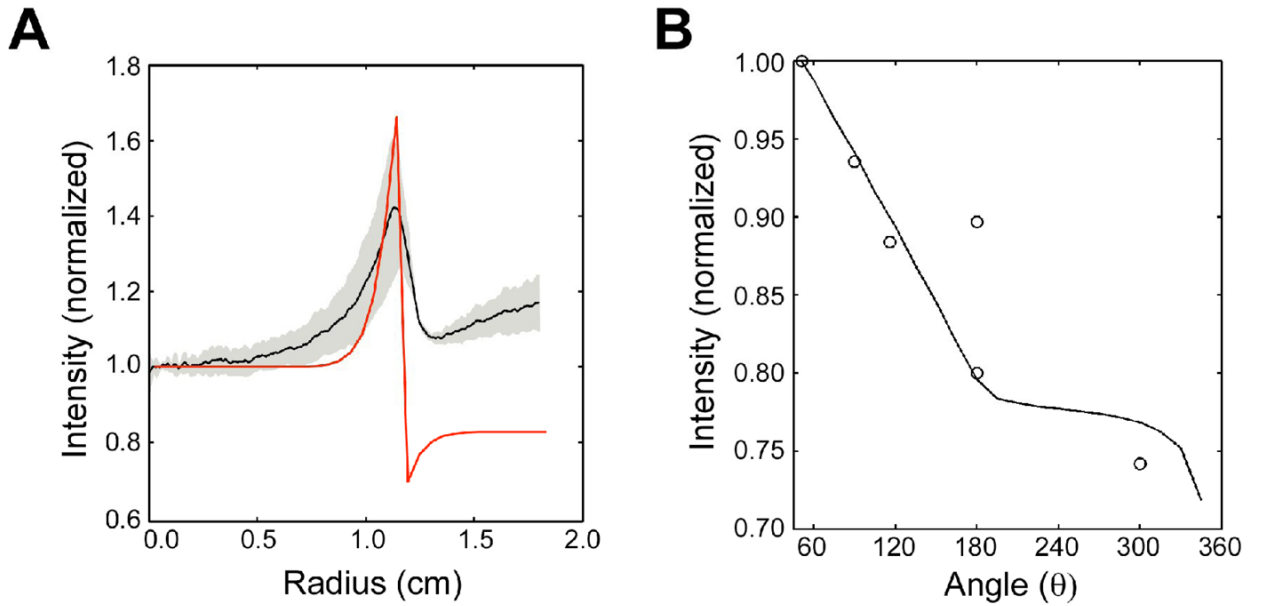 A
B
1.8
1.6
1.4
1.2
1.0
0.8
0.6
Intensity (normalized)
0.0 0.5 1.0 1.5 2.0
Radius (cm)
1.00
0.95
0.90
0.85
0.80
0.75
0.70
Intensity (normalized)
60 120 180 240 300 360
Angle (θ)